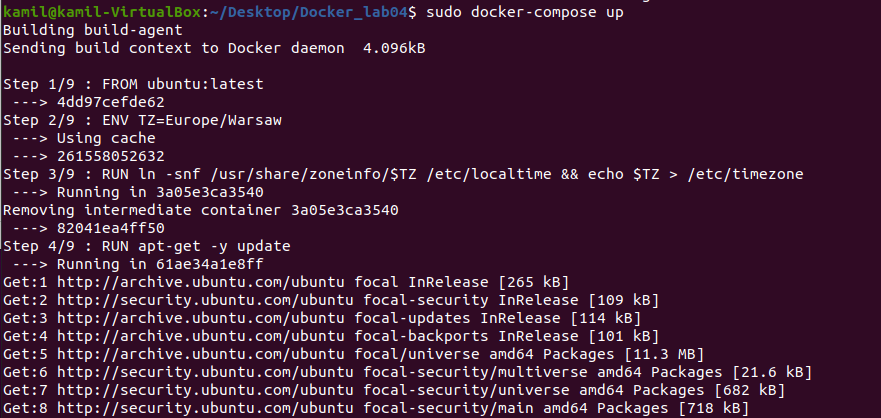 kamil@kamil-VirtualBox:~/Desktop/Docker_lab04$ sudo docker-compose up
Building build-agent
Sending build context to Docker daemon  4.096kB

Step 1/9 : FROM ubuntu:latest
 ---> 4dd97cefde62
Step 2/9 : ENV TZ=Europe/Warsaw
 ---> Using cache
 ---> 261558052632
Step 3/9 : RUN ln -snf /usr/share/zoneinfo/$TZ /etc/localtime && echo $TZ > /etc/timezone
 ---> Running in 3a05e3ca3540
Removing intermediate container 3a05e3ca3540
 ---> 82041ea4ff50
Step 4/9 : RUN apt-get -y update
 ---> Running in 61ae34a1e8ff
Get:1 http://archive.ubuntu.com/ubuntu focal InRelease [265 kB]
Get:2 http://security.ubuntu.com/ubuntu focal-security InRelease [109 kB]
Get:3 http://archive.ubuntu.com/ubuntu focal-updates InRelease [114 kB]
Get:4 http://archive.ubuntu.com/ubuntu focal-backports InRelease [101 kB]
Get:5 http://archive.ubuntu.com/ubuntu focal/universe amd64 Packages [11.3 MB]
Get:6 http://security.ubuntu.com/ubuntu focal-security/multiverse amd64 Packages [21.6 kB]
Get:7 http://security.ubuntu.com/ubuntu focal-security/universe amd64 Packages [682 kB]
Get:8 http://security.ubuntu.com/ubuntu focal-security/main amd64 Packages [718 kB]